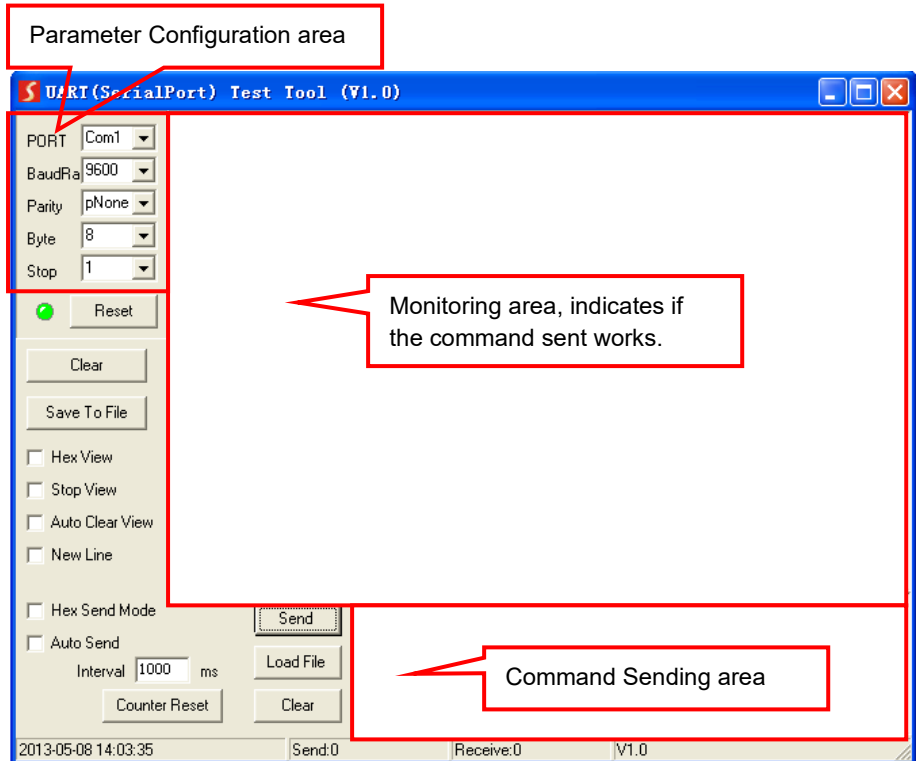 Parameter Configuration area
UART(SerialPort) Test Tool (V1.0)
PORT Com1
BaudRa 9600
Parity pNone
Byte 8
Stop 1
Reset
Monitoring area, indicates if
the command sent works.
Clear
Save To File
Hex View
Stop View
Auto Clear View
New Line
Hex Send Mode
Send
Auto Send
Interval 1000 ms
Load File
Command Sending area
Counter Reset
Clear
2013-05-08 14:03:35 Send:0 Receive:0 V1.0